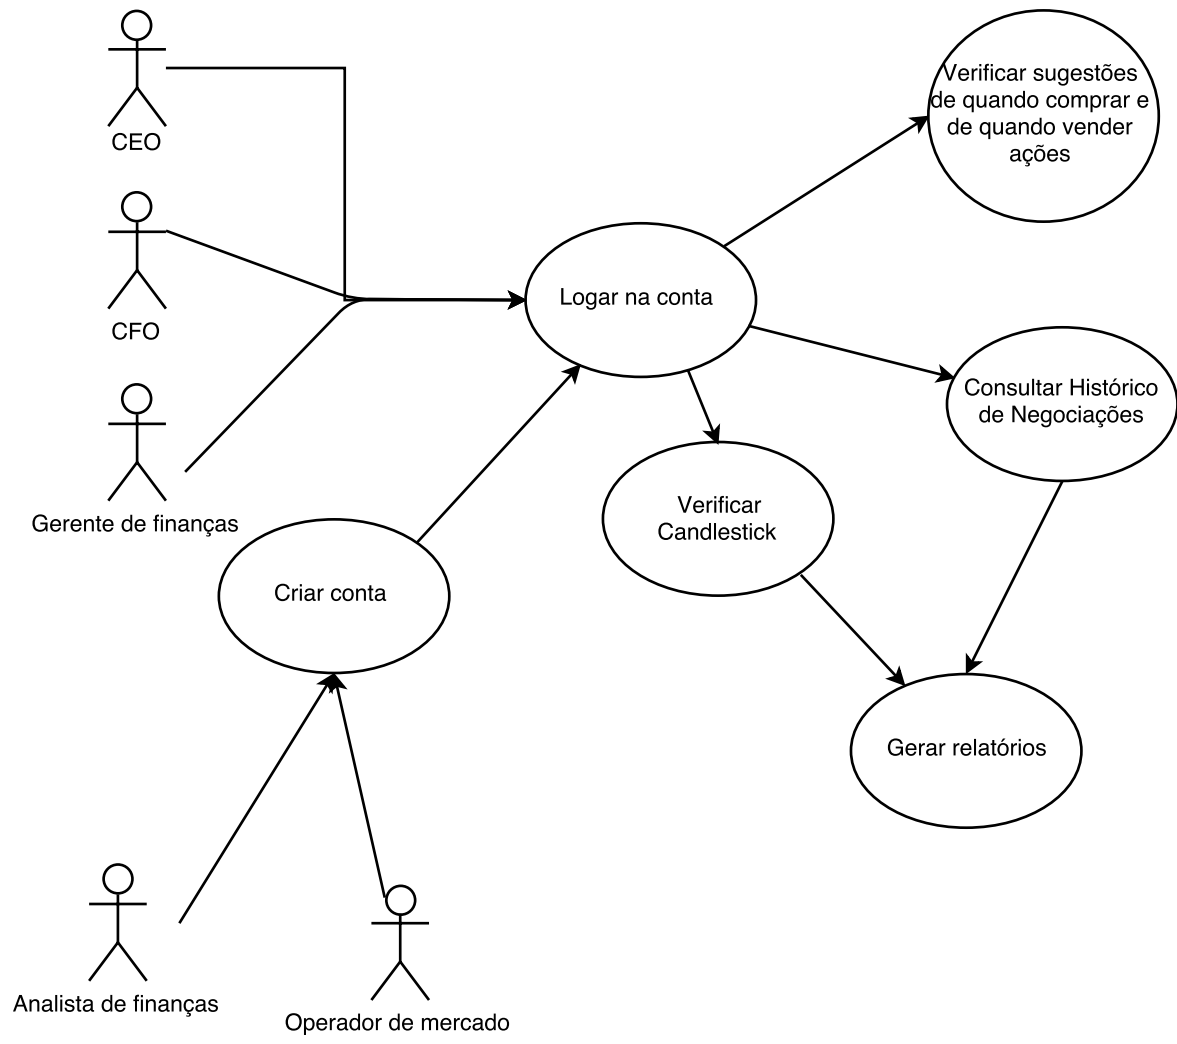 CEO
Verificar sugestões
de quando comprar e
de quando vender
ações
CFO
Logar na conta
Consultar Histórico
de Negociações
Gerente de finanças
Verificar
Candlestick
Criar conta
Gerar relatórios
Analista de finanças
Operador de mercado